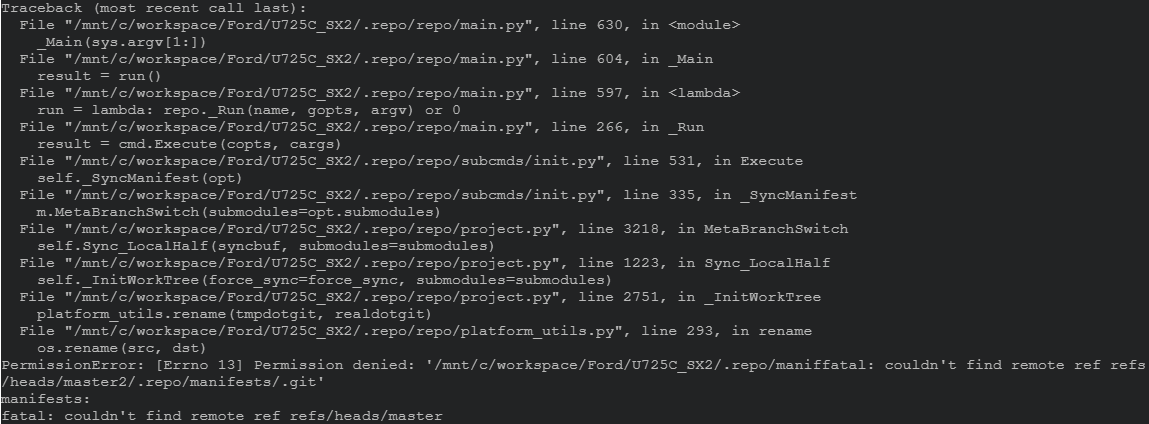 Traceback (most recent call last):
File "/mnt/c/workspace/Ford/U725C_SX2/.repo/repo/main.py", line 630, in <module>
_Main(sys.argv[1:])
File "/mnt/c/workspace/Ford/U725C_SX2/.repo/repo/main.py", line 604, in _Main
result = run()
File "/mnt/c/workspace/Ford/U725C_SX2/.repo/repo/main.py", line 597, in <lambda>
run = lambda: repo._Run(name, gopts, argv) or 0
File "/mnt/c/workspace/Ford/U725C_SX2/.repo/repo/main.py", line 266, in _Run
result = cmd.Execute(copts, cargs)
File "/mnt/c/workspace/Ford/U725C_SX2/.repo/repo/subcmds/init.py", line 531, in Execute
self._SyncManifest(opt)
File "/mnt/c/workspace/Ford/U725C_SX2/.repo/repo/subcmds/init.py", line 335, in _SyncManifest
m.MetaBranchSwitch(submodules=opt.submodules)
File "/mnt/c/workspace/Ford/U725C_SX2/.repo/repo/project.py", line 3218, in MetaBranchSwitch
self.Sync_LocalHalf(syncbuf, submodules=submodules)
File "/mnt/c/workspace/Ford/U725C_SX2/.repo/repo/project.py", line 1223, in Sync_LocalHalf
self._InitWorkTree(force_sync=force_sync, submodules=submodules)
File "/mnt/c/workspace/Ford/U725C_SX2/.repo/repo/project.py", line 2751, in _InitWorkTree
platform_utils.rename(tmpdotgit, realdotgit)
File "/mnt/c/workspace/Ford/U725C_SX2/.repo/repo/platform_utils.py", line 293, in rename
os.rename(src, dst)
PermissionError: [Errno 13] Permission denied: '/mnt/c/workspace/Ford/U725C_SX2/.repo/maniffatal: couldn't find remote ref refs
/heads/master2/.repo/manifests/.git'
manifests:
fatal: couldn't find remote ref refs/heads/master